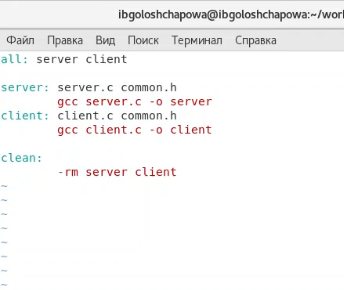 ibgoloshchapowa@ibgoloshchapowa:~/work
Файл Правка Вид Поиск Терминал Справка
all: server client

server: server.c common.h
        gcc server.c -o server
client: client.c common.h
        gcc client.c -o client

clean:
        -rm server client
~
~
~
~
~
~
~
~